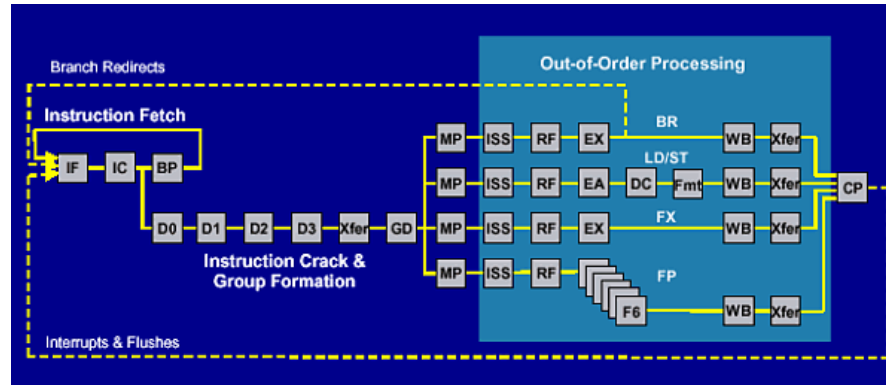 Out-of-Order Processing
Branch Redirects
Instruction Fetch
BR
MP ISS RF EX WB Xfer
IF IC BP
LD/ST
MP ISS RF EA DC Fmt WB Xfer
CP
FX
D0 D1 D2 D3 Xfer GD MP ISS RF EX WB Xfer
Instruction Crack &
Group Formation
FP
MP ISS RF
F6 WB Xfer
Interrupts & Flushes